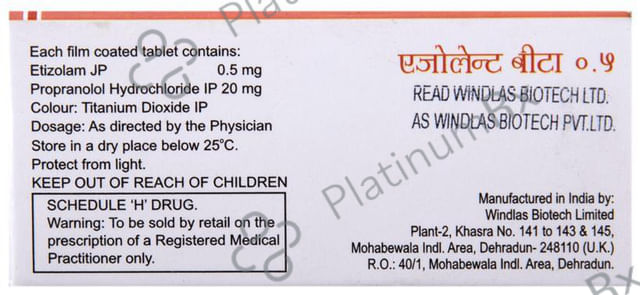 Each film coated tablet contains:
Etizolam JP 0.5 mg
Propranolol Hydrochloride IP 20 mg
Colour: Titanium Dioxide IP
Dosage: As directed by the Physician
Store in a dry place below 25°C.
Protect from light.
KEEP OUT OF REACH OF CHILDREN
SCHEDULE 'H' DRUG.
Warning: To be sold by retail on the
prescription of a Registered Medical
Practitioner only.
एजोलेन्ट बीटा ०.५
READ WINDLAS BIOTECH LTD.
AS WINDLAS BIOTECH PVT.LTD.
Manufactured in India by:
Windlas Biotech Limited
Plant-2, Khasra No. 141 to 143 & 145,
Mohabewala Indl. Area, Dehradun- 248110 (U.K.)
R.O.: 40/1, Mohabewala Indl. Area, Dehradun.
PlatinumRx